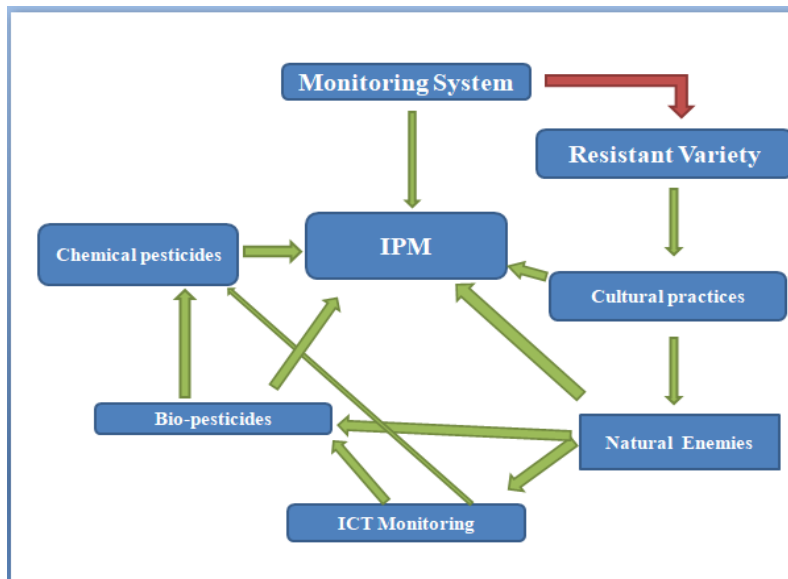 Monitoring System
Resistant Variety
IPM
Chemical pesticides
Cultural practices
Bio-pesticides
Natural Enemies
ICT Monitoring